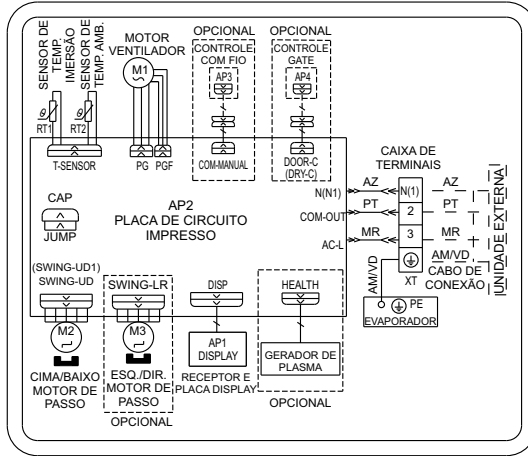 SENSOR DE
TEMP.
IMERSÃO
SENSOR DE
TEMP. AMB.
RT1
RT2
T-SENSOR
MOTOR
VENTILADOR
M1
PG
PGF
OPCIONAL
CONTROLE
COM FIO
AP3
COM-MANUAL
OPCIONAL
CONTROLE
GATE
AP4
DOOR-C
(DRY-C)
CAP
JUMP
AP2
PLACA DE CIRCUITO
IMPRESSO
N(N1)
COM-OUT
AC-L
AZ
PT
MR
CAIXA DE
TERMINAIS
N(1)
2
3
XT
AZ
PT
MR
AM/VD
CABO DE
CONEXÃO
UNIDADE EXTERNA
AM/VD
PE
EVAPORADOR
(SWING-UD1)
SWING-UD
M2
CIMA/BAIXO
MOTOR DE
PASSO
SWING-LR
M3
ESQ./DIR.
MOTOR DE
PASSO
OPCIONAL
DISP
AP1
DISPLAY
RECEPTOR E
PLACA DISPLAY
HEALTH
GERADOR DE
PLASMA
OPCIONAL